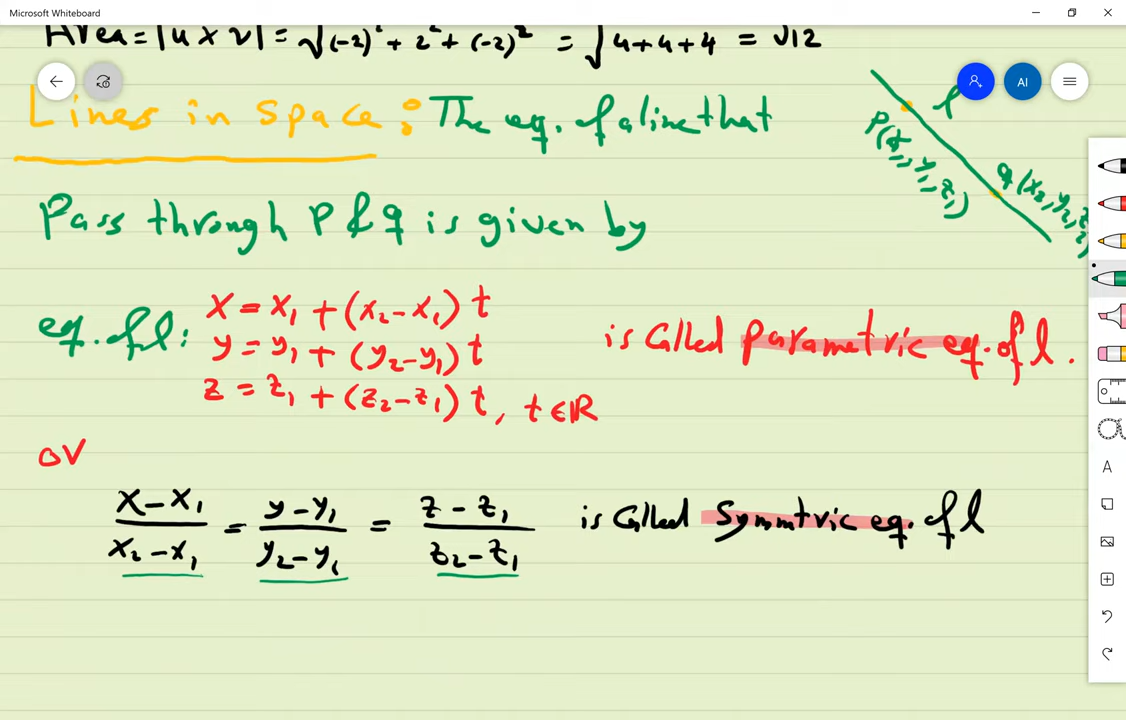 Microsoft Whiteboard
Area = |u x v| = √(-2)² + 2² + (-2)² = √4+4+4 = √12
AI
Lines in space : The eq. of a line that
l
P(x₁, y₁, z₁)
q(x₂, y₂, z₂)
Pass through P & q is given by
eq. of l:
x = x₁ + (x₂-x₁) t
y = y₁ + (y₂-y₁) t
z = z₁ + (z₂-z₁) t, t∈ℝ
is called parametric eq. of l.
or
x-x₁/x₂-x₁ = y-y₁/y₂-y₁ = z-z₁/z₂-z₁ is called Symmtric eq. of l
A